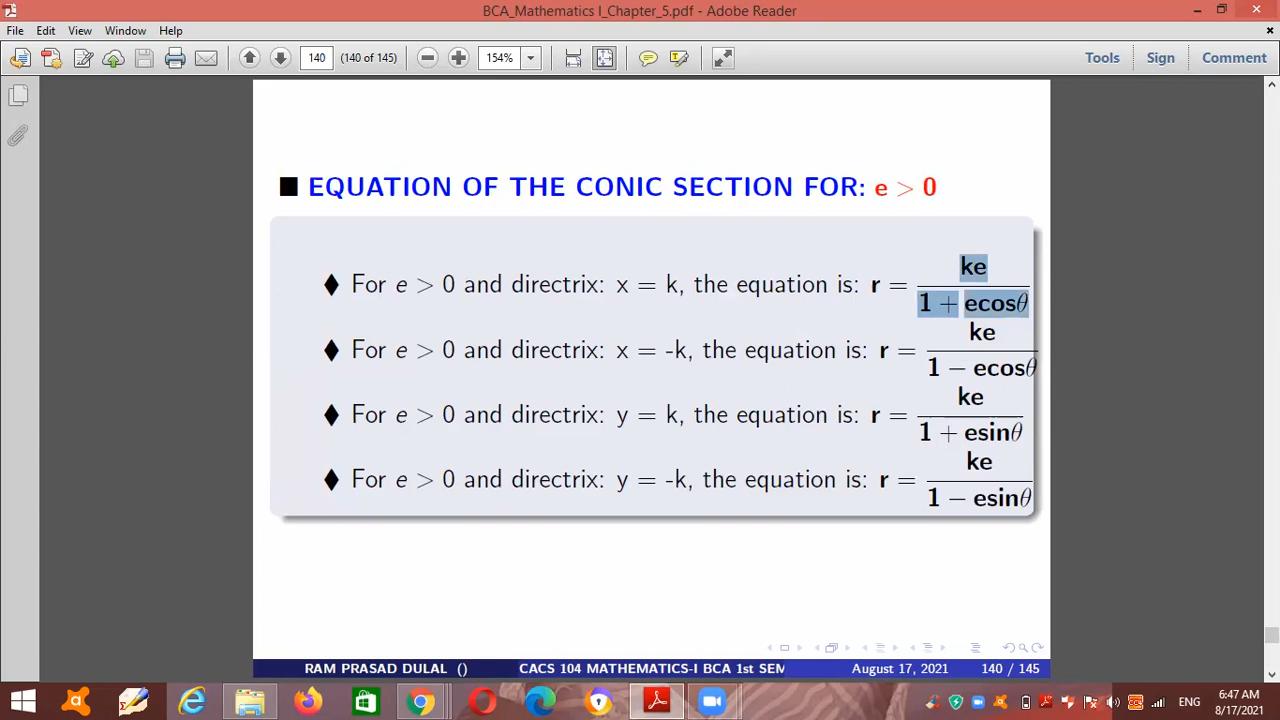 BCA_Mathematics I_Chapter_5.pdf - Adobe Reader
File Edit View Window Help
140 (140 of 145) 154% Tools Sign Comment
■ EQUATION OF THE CONIC SECTION FOR: e > 0
♦ For e > 0 and directrix: x = k, the equation is: r = ke / 1 + ecosθ
♦ For e > 0 and directrix: x = -k, the equation is: r = ke / 1 − ecosθ
♦ For e > 0 and directrix: y = k, the equation is: r = ke / 1 + esinθ
♦ For e > 0 and directrix: y = -k, the equation is: r = ke / 1 − esinθ
RAM PRASAD DULAL () CACS 104 MATHEMATICS-I BCA 1st SEM August 17, 2021 140 / 145
ENG 6:47 AM
8/17/2021